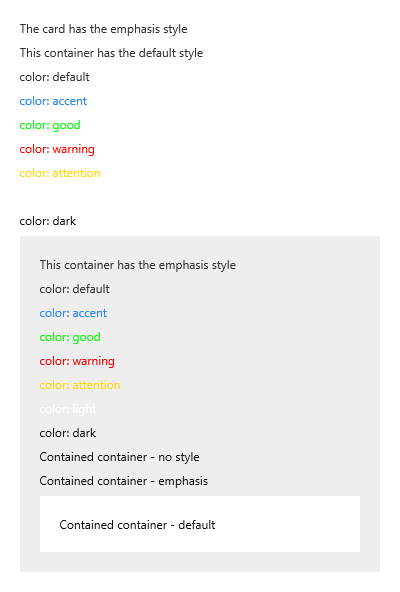 The card has the emphasis style
This container has the default style
color: default
color: accent
color: good
color: warning
color: attention
color: dark
This container has the emphasis style
color: default
color: accent
color: good
color: warning
color: attention
color: light
color: dark
Contained container - no style
Contained container - emphasis
Contained container - default